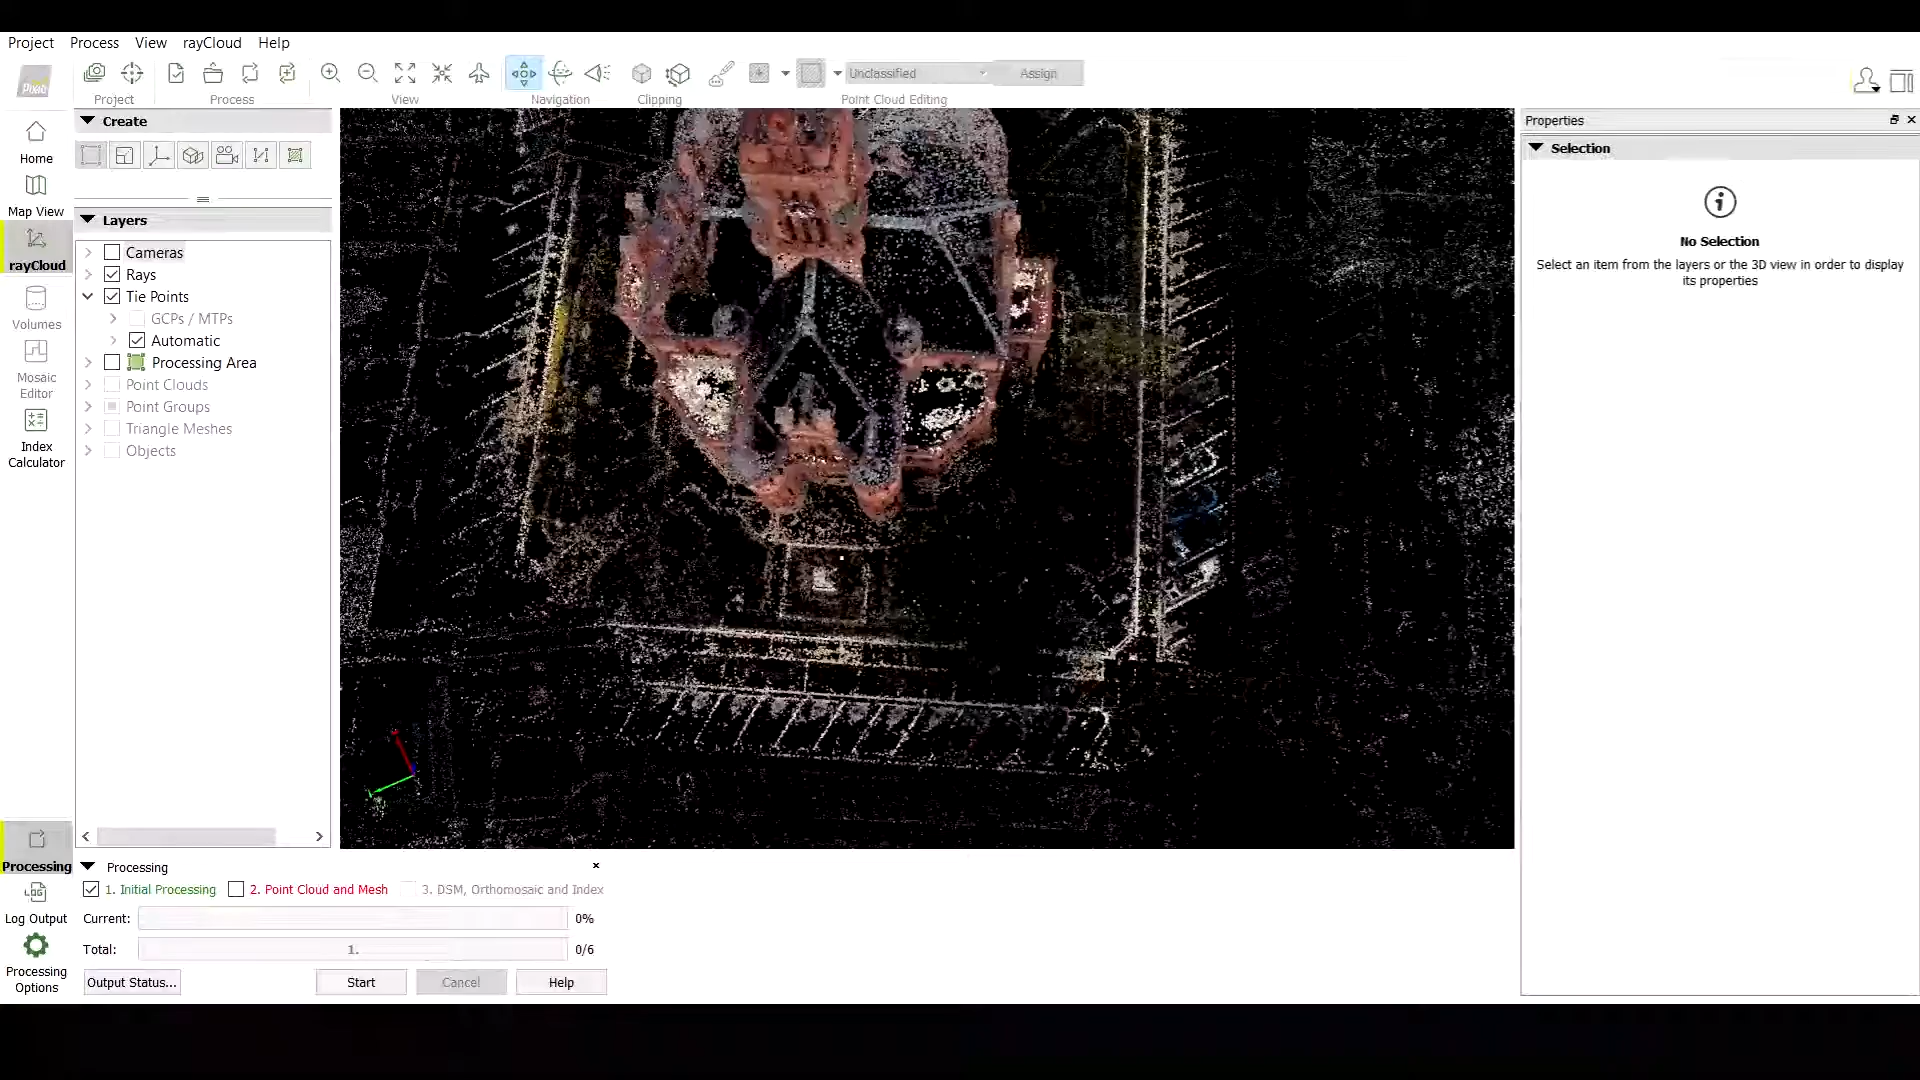 Project Process View rayCloud Help
Unclassified Assign
Project Process View Navigation Clipping Point Cloud Editing
Home
Map View
rayCloud
Volumes
Mosaic
Editor
Index
Calculator
Create
Layers
Cameras
Rays
Tie Points
GCPs / MTPs
Automatic
Processing Area
Point Clouds
Point Groups
Triangle Meshes
Objects
Properties
Selection
No Selection
Select an item from the layers or the 3D view in order to display
its properties
Processing
Log Output
Processing
Options
Processing
1. Initial Processing 2. Point Cloud and Mesh 3. DSM, Orthomosaic and Index
Current: 0%
Total: 1. 0/6
Output Status... Start Cancel Help